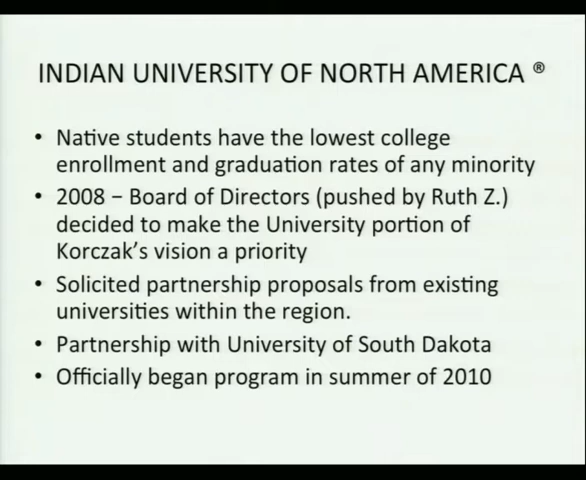 INDIAN UNIVERSITY OF NORTH AMERICA ®
• Native students have the lowest college
enrollment and graduation rates of any minority
• 2008 – Board of Directors (pushed by Ruth Z.)
decided to make the University portion of
Korczak's vision a priority
• Solicited partnership proposals from existing
universities within the region.
• Partnership with University of South Dakota
• Officially began program in summer of 2010